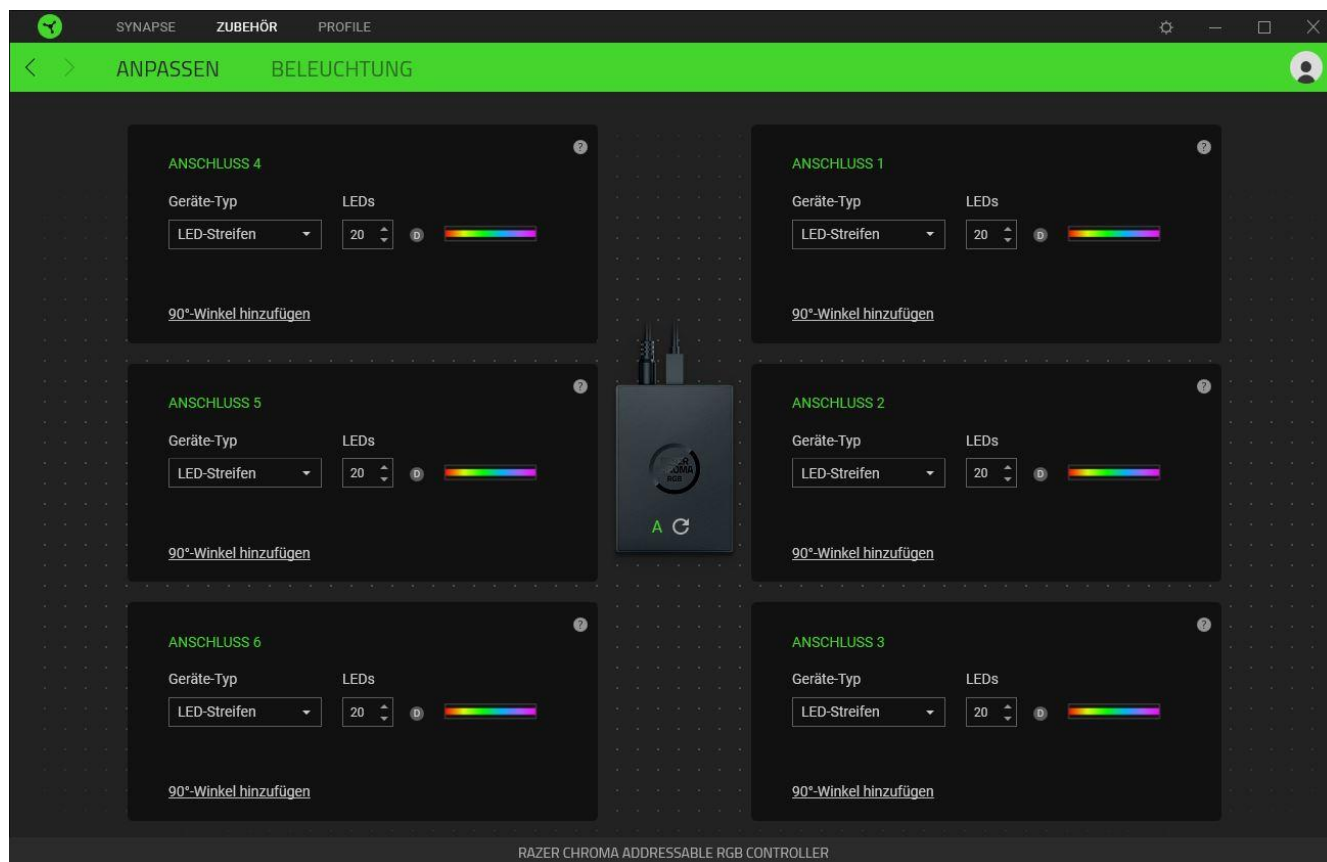 SYNAPSE ZUBEHÖR PROFILE
ANPASSEN BELEUCHTUNG
ANSCHLUSS 4
Geräte-Typ LEDs
LED-Streifen 20 D
90°-Winkel hinzufügen
ANSCHLUSS 1
Geräte-Typ LEDs
LED-Streifen 20 D
90°-Winkel hinzufügen
ANSCHLUSS 5
Geräte-Typ LEDs
LED-Streifen 20 D
90°-Winkel hinzufügen
RAZER
CHROMA
RGB
A
ANSCHLUSS 2
Geräte-Typ LEDs
LED-Streifen 20 D
90°-Winkel hinzufügen
ANSCHLUSS 6
Geräte-Typ LEDs
LED-Streifen 20 D
90°-Winkel hinzufügen
ANSCHLUSS 3
Geräte-Typ LEDs
LED-Streifen 20 D
90°-Winkel hinzufügen
RAZER CHROMA ADDRESSABLE RGB CONTROLLER